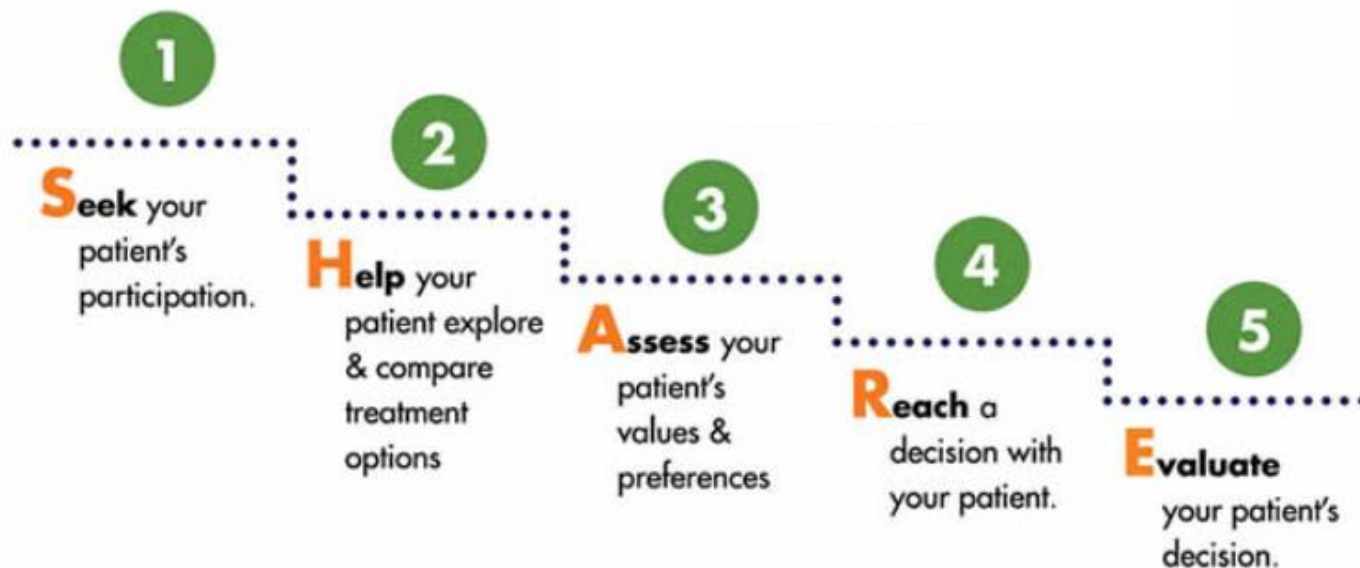 1
Seek your
patient's
participation.
2
Help your
patient explore
& compare
treatment
options
3
Assess your
patient's
values &
preferences
4
Reach a
decision with
your patient.
5
Evaluate
your patient's
decision.